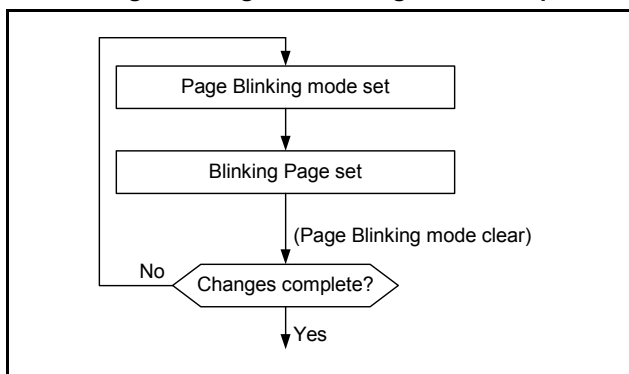 Page Blinking mode set
Blinking Page set
(Page Blinking mode clear)
No
Changes complete?
Yes